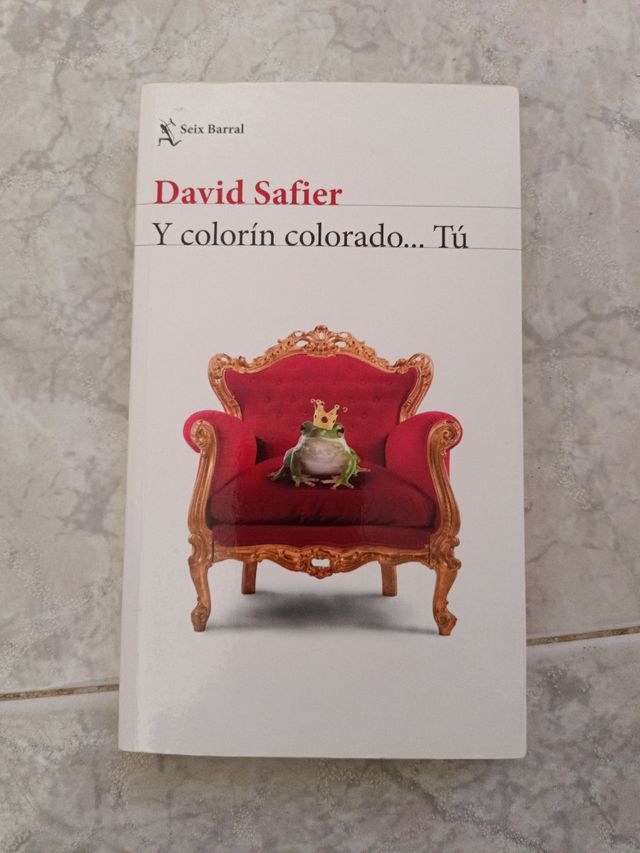 Seix Barral
David Safier
Y colorín colorado... Tú